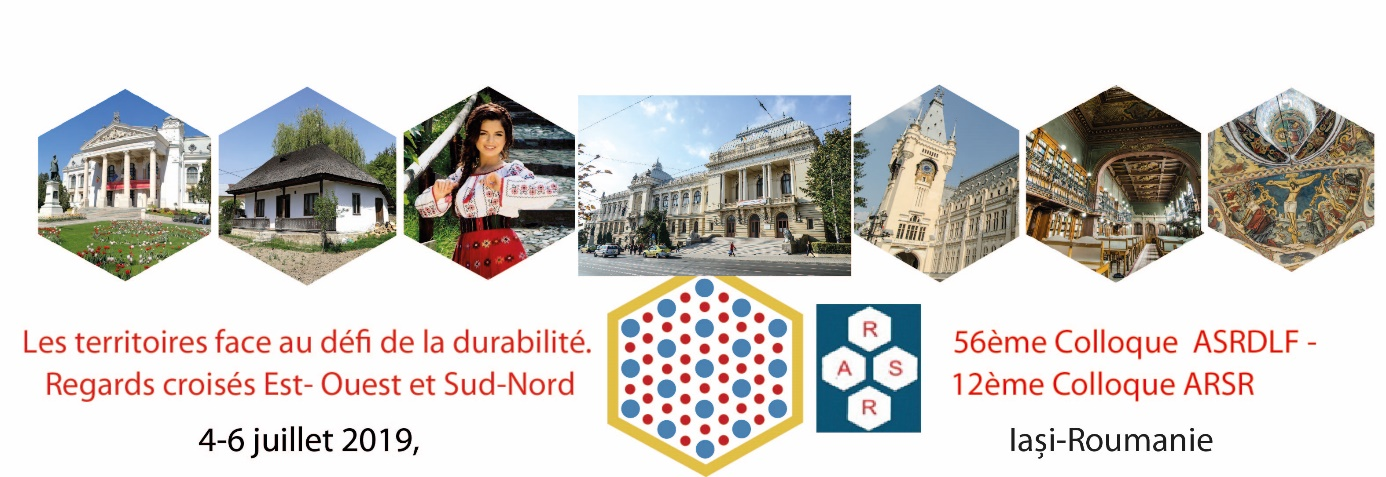 Les territoires face au défi de la durabilité.
Regards croisés Est- Ouest et Sud-Nord
4-6 juillet 2019,
R
A S
R
56ème Colloque ASRDLF -
12ème Colloque ARSR
Iași-Roumanie